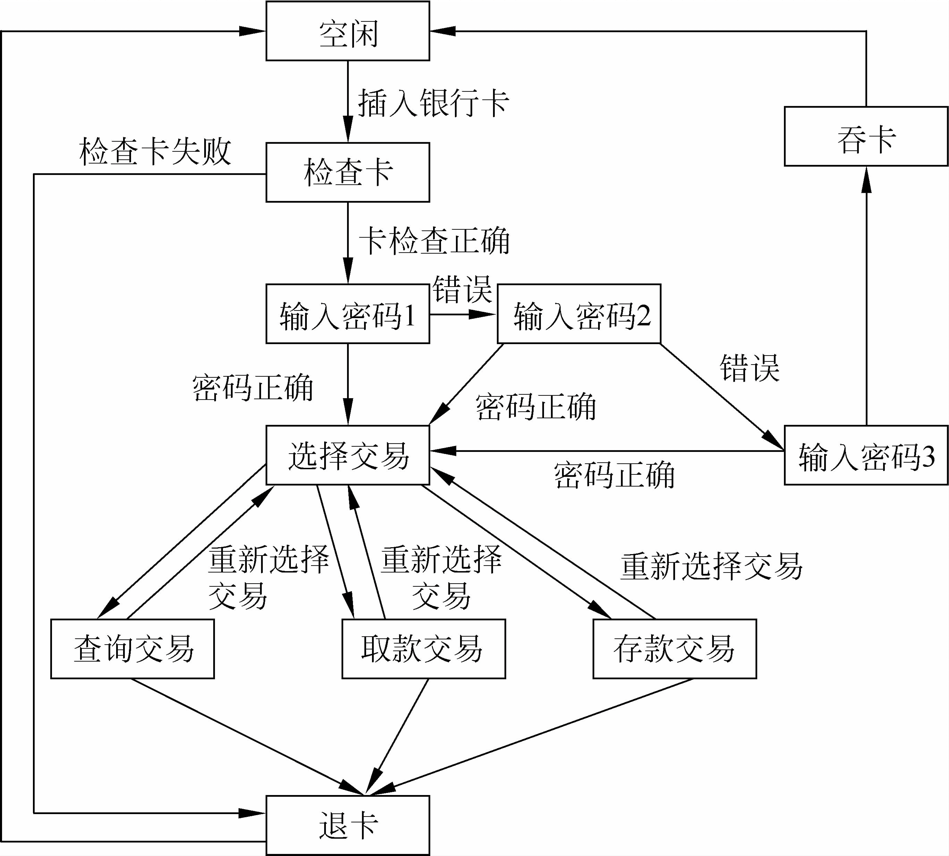 空闲
插入银行卡
吞卡
检查卡失败
检查卡
卡检查正确
错误
输入密码1
输入密码2
错误
密码正确
密码正确
选择交易
密码正确
输入密码3
重新选择
交易
重新选择
交易
重新选择交易
查询交易
取款交易
存款交易
退卡